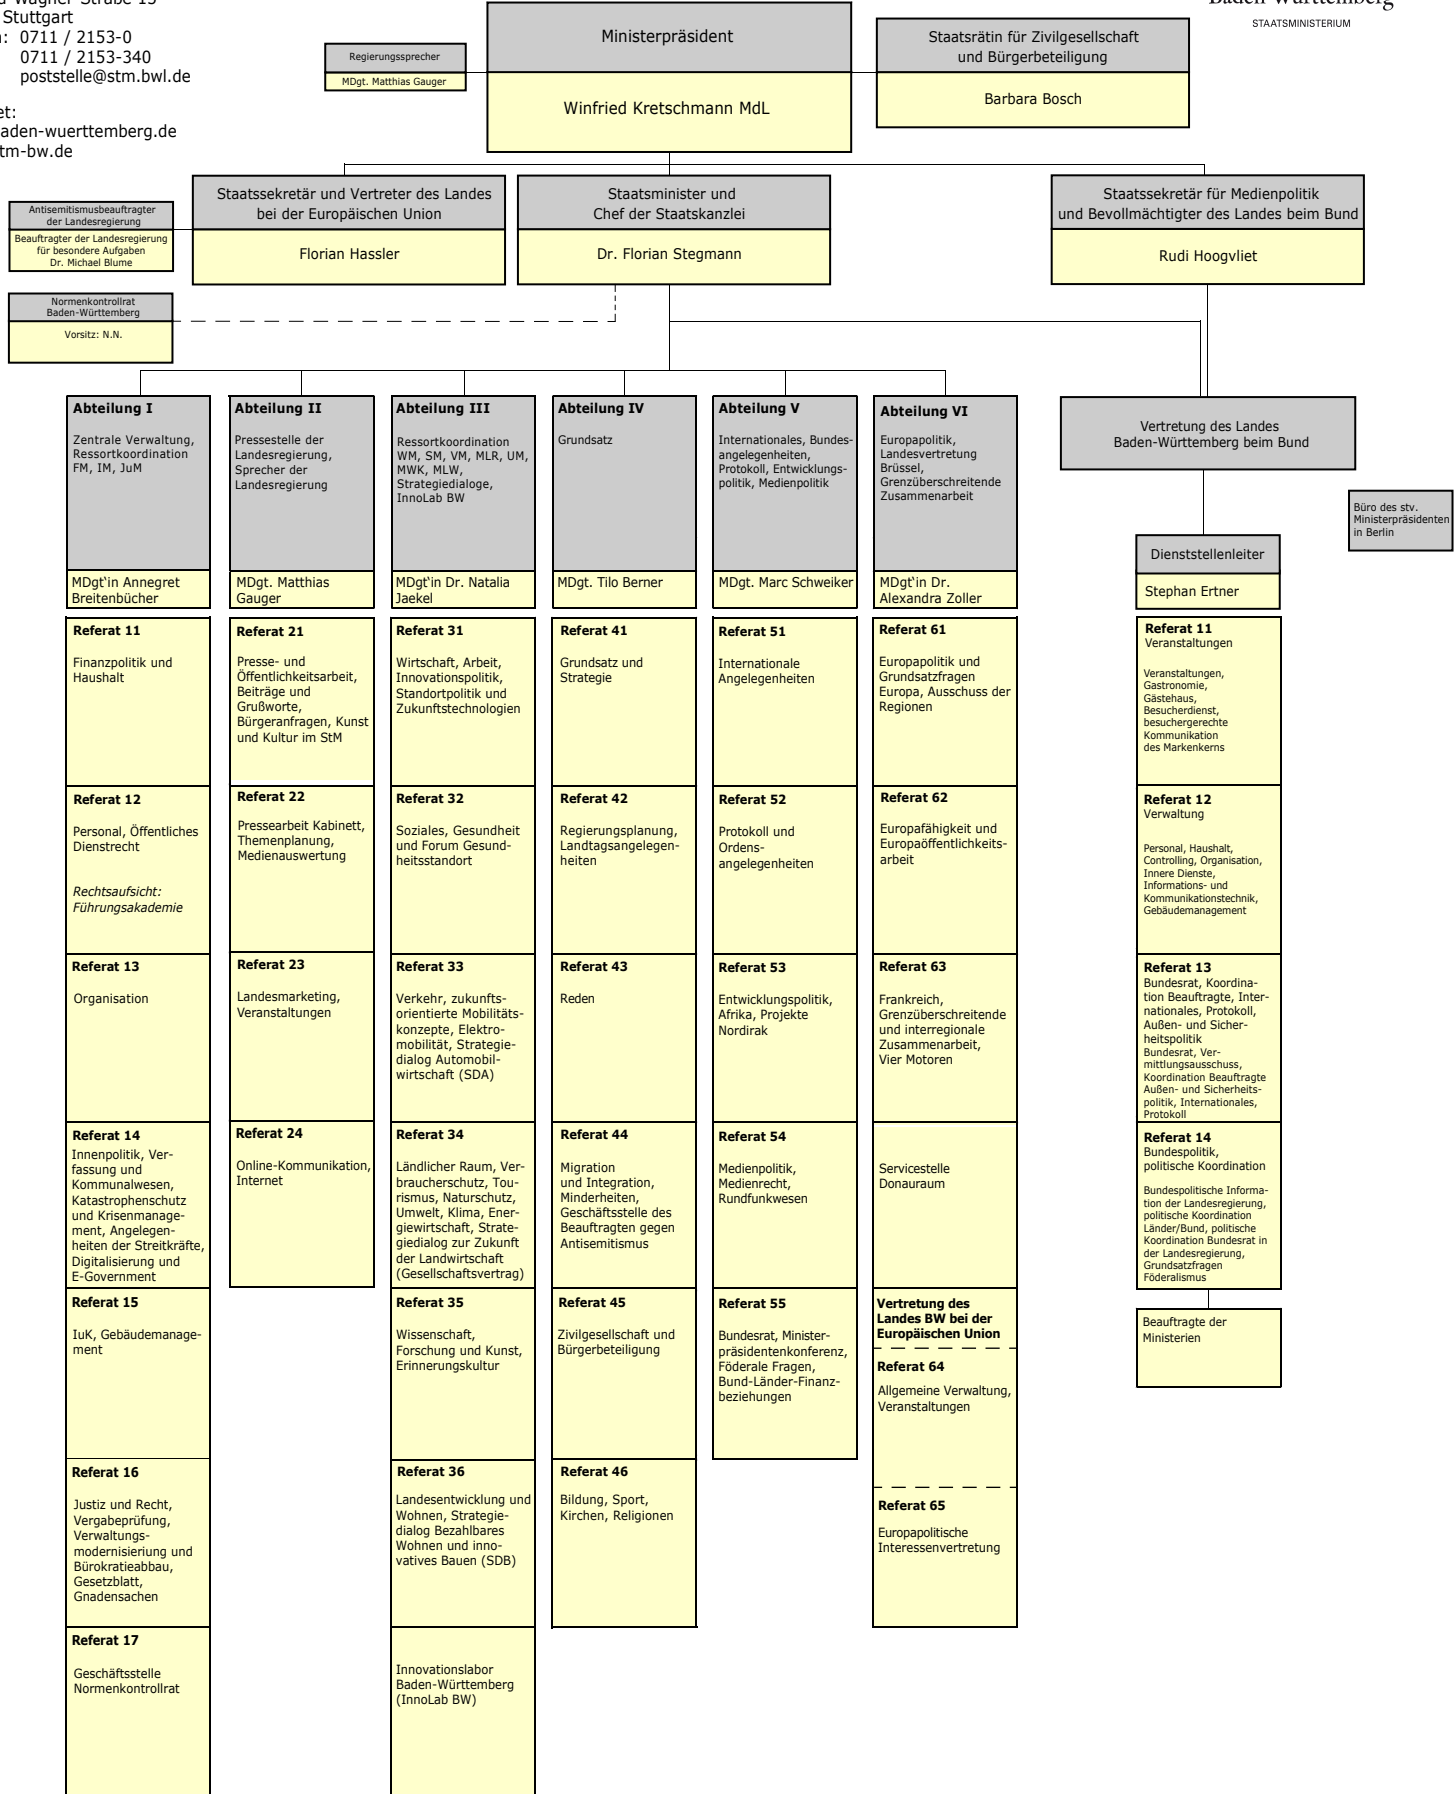 Stuttgart
0711 / 2153-0
0711 / 2153-340
poststelle@stm.bwl.de
STAATSMINISTERIUM
Ministerpräsident
Winfried Kretschmann MdL
Regierungssprecher
MDgt. Matthias Gauger
Staatsrätin für Zivilgesellschaft
und Bürgerbeteiligung
Barbara Bosch
Staatssekretär und Vertreter des Landes
bei der Europäischen Union
Florian Hassler
Staatsminister und
Chef der Staatskanzlei
Dr. Florian Stegmann
Staatssekretär für Medienpolitik
und Bevollmächtigter des Landes beim Bund
Rudi Hoogvliet
Antisemitismusbeauftragter
der Landesregierung
Beauftragter der Landesregierung
für besondere Aufgaben
Dr. Michael Blume
Normenkontrollrat
Baden-Württemberg
Vorsitz: N.N.
Abteilung I
Zentrale Verwaltung,
Ressortkoordination
FM, IM, JuM
MDgt‘in Annegret
Breitenbücher
Referat 11
Finanzpolitik und
Haushalt
Referat 12
Personal, Öffentliches
Dienstrecht
Rechtsaufsicht:
Führungsakademie
Referat 13
Organisation
Referat 14
Innenpolitik, Ver-
fassung und
Kommunalwesen,
Katastrophenschutz
und Krisenmanage-
ment, Angelegen-
heiten der Streitkräfte,
Digitalisierung und
E-Government
Referat 15
IuK, Gebäudemanage-
ment
Referat 16
Justiz und Recht,
Vergabeprüfung,
Verwaltungs-
modernisieriung und
Bürokratieabbau,
Gesetzblatt,
Gnadensachen
Referat 17
Geschäftsstelle
Normenkontrollrat
Abteilung II
Pressestelle der
Landesregierung,
Sprecher der
Landesregierung
MDgt. Matthias
Gauger
Referat 21
Presse- und
Öffentlichkeitsarbeit,
Beiträge und
Grußworte,
Bürgeranfragen, Kunst
und Kultur im StM
Referat 22
Pressearbeit Kabinett,
Themenplanung,
Medienauswertung
Referat 23
Landesmarketing,
Veranstaltungen
Referat 24
Online-Kommunikation,
Internet
Abteilung III
Ressortkoordination
WM, SM, VM, MLR, UM,
MWK, MLW,
Strategiedialoge,
InnoLab BW
MDgt‘in Dr. Natalia
Jaekel
Referat 31
Wirtschaft, Arbeit,
Innovationspolitik,
Standortpolitik und
Zukunftstechnologien
Referat 32
Soziales, Gesundheit
und Forum Gesund-
heitsstandort
Referat 33
Verkehr, zukunfts-
orientierte Mobilitäts-
konzepte, Elektro-
mobilität, Strategie-
dialog Automobil-
wirtschaft (SDA)
Referat 34
Ländlicher Raum, Ver-
braucherschutz, Tou-
rismus, Naturschutz,
Umwelt, Klima, Ener-
giewirtschaft, Strate-
giedialog zur Zukunft
der Landwirtschaft
(Gesellschaftsvertrag)
Referat 35
Wissenschaft,
Forschung und Kunst,
Erinnerungskultur
Referat 36
Landesentwicklung und
Wohnen, Strategie-
dialog Bezahlbares
Wohnen und inno-
vatives Bauen (SDB)
Innovationslabor
Baden-Württemberg
(InnoLab BW)
Abteilung IV
Grundsatz
MDgt. Tilo Berner
Referat 41
Grundsatz und
Strategie
Referat 42
Regierungsplanung,
Landtagsangelegen-
heiten
Referat 43
Reden
Referat 44
Migration
und Integration,
Minderheiten,
Geschäftsstelle des
Beauftragten gegen
Antisemitismus
Referat 45
Zivilgesellschaft und
Bürgerbeteiligung
Referat 46
Bildung, Sport,
Kirchen, Religionen
Abteilung V
Internationales, Bundes-
angelegenheiten,
Protokoll, Entwicklungs-
politik, Medienpolitik
MDgt. Marc Schweiker
Referat 51
Internationale
Angelegenheiten
Referat 52
Protokoll und
Ordens-
angelegenheiten
Referat 53
Entwicklungspolitik,
Afrika, Projekte
Nordirak
Referat 54
Medienpolitik,
Medienrecht,
Rundfunkwesen
Referat 55
Bundesrat, Minister-
präsidentenkonferenz,
Föderale Fragen,
Bund-Länder-Finanz-
beziehungen
Abteilung VI
Europapolitik,
Landesvertretung
Brüssel,
Grenzüberschreitende
Zusammenarbeit
MDgt‘in Dr.
Alexandra Zoller
Referat 61
Europapolitik und
Grundsatzfragen
Europa, Ausschuss der
Regionen
Referat 62
Europafähigkeit und
Europaöffentlichkeits-
arbeit
Referat 63
Frankreich,
Grenzüberschreitende
und interregionale
Zusammenarbeit,
Vier Motoren
Servicestelle
Donauraum
Vertretung des
Landes BW bei der
Europäischen Union
Referat 64
Allgemeine Verwaltung,
Veranstaltungen
Referat 65
Europapolitische
Interessenvertretung
Vertretung des Landes
Baden-Württemberg beim Bund
Büro des stv.
Ministerpräsidenten
in Berlin
Dienststellenleiter
Stephan Ertner
Referat 11
Veranstaltungen
Veranstaltungen,
Gastronomie,
Gästehaus,
Besucherdienst,
besuchergerechte
Kommunikation
des Markenkerns
Referat 12
Verwaltung
Personal, Haushalt,
Controlling, Organisation,
Innere Dienste,
Informations- und
Kommunikationstechnik,
Gebäudemanagement
Referat 13
Bundesrat, Koordina-
tion Beauftragte, Inter-
nationales, Protokoll,
Außen- und Sicher-
heitspolitik
Bundesrat, Ver-
mittlungsausschuss,
Koordination Beauftragte
Außen- und Sicherheits-
politik, Internationales,
Protokoll
Referat 14
Bundespolitik,
politische Koordination
Bundespolitische Informa-
tion der Landesregierung,
politische Koordination
Länder/Bund, politische
Koordination Bundesrat in
der Landesregierung,
Grundsatzfragen
Föderalismus
Beauftragte der
Ministerien